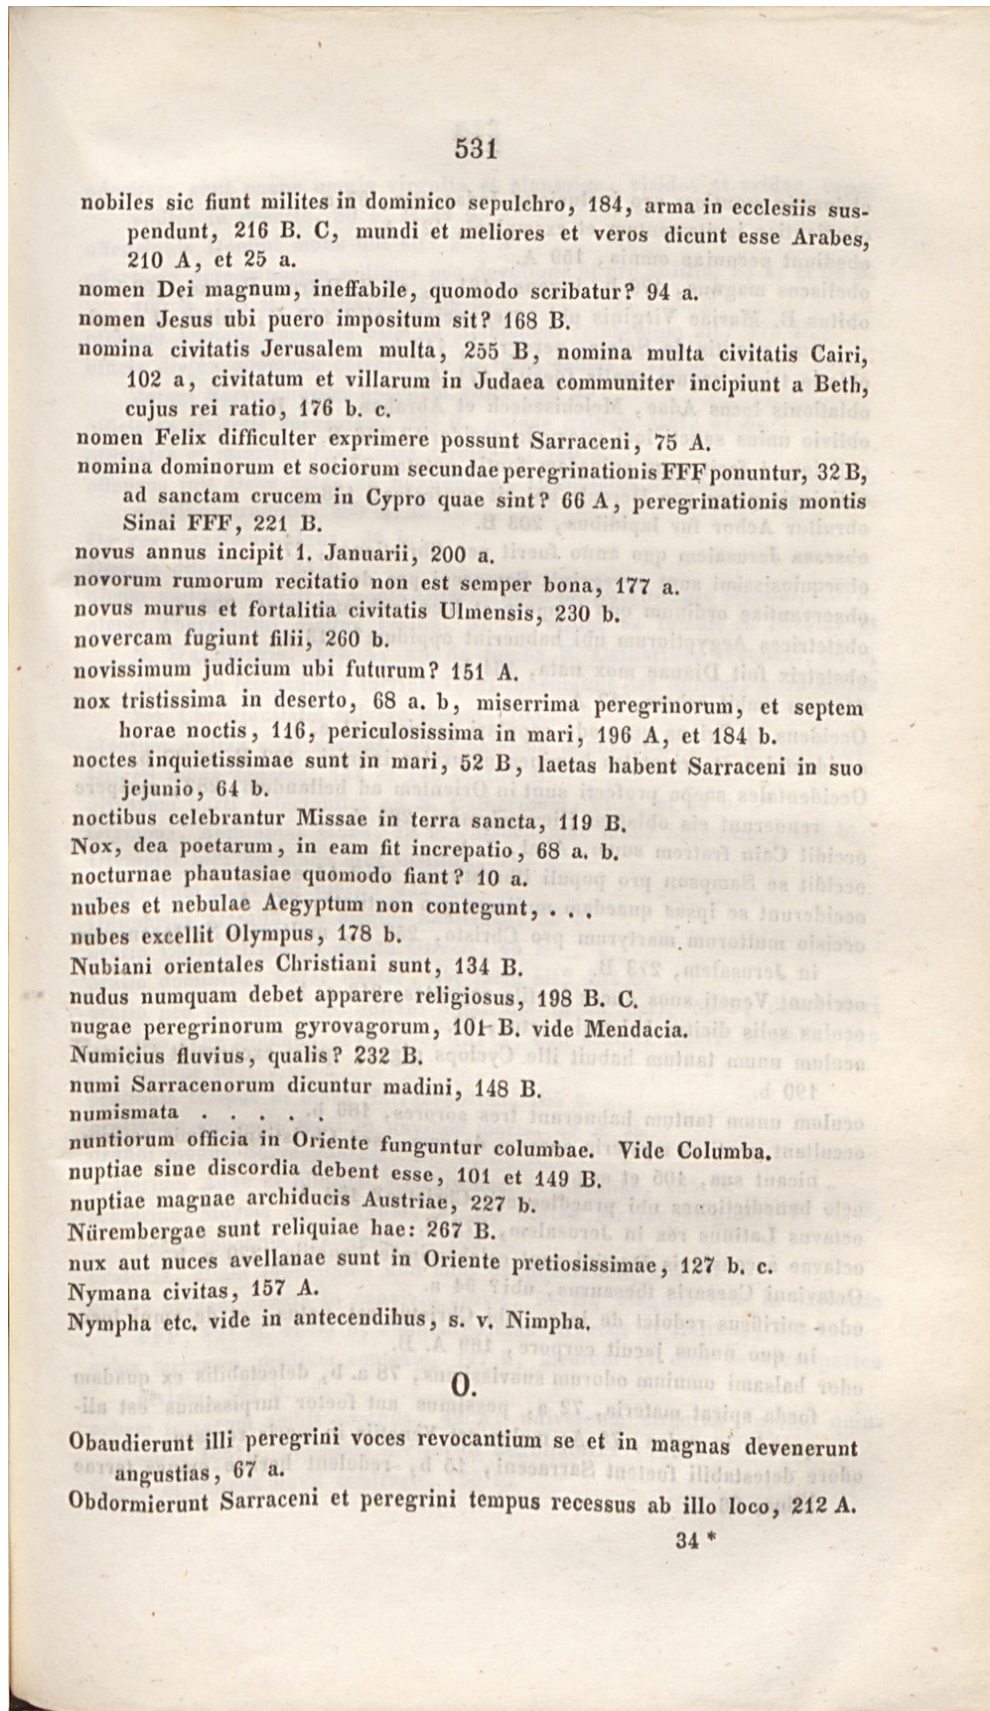 531
nobiles sic fiunt milites in dominico sepulchro, 184, arma in ecclesiis sus-
pendunt, 216 B. C, mundi et meliores et veros dicunt esse Arabes,
210 A, et 25 a.
nomen Dei magnum, ineffabile, quomodo scribatur? 94 a.
nomen Jesus ubi puero impositum sit? 168 B.
nomina civitatis Jerusalem multa, 255 B, nomina multa civitatis Cairi,
102 a, civitatum et villarum in Judaea communiter incipiunt a Beth,
cujus rei ratio, 176 b. c.
nomen Felix difficulter exprimere possunt Sarraceni, 75 A.
nomina dominorum et sociorum secundae peregrinationis FFF ponuntur, 32 B,
ad sanctam crucem in Cypro quae sint? 66 A, peregrinationis montis
Sinai FFF, 221 B.
novus annus incipit 1. Januarii, 200 a.
novorum rumorum recitatio non est semper bona, 177 a.
novus murus et fortalitia civitatis Ulmensis, 230 b.
novercam fugiunt filii, 260 b.
novissimum judicium ubi futurum? 151 A.
nox tristissima in deserto, 68 a. b, miserrima peregrinorum, et septem
horae noctis, 116, periculosissima in mari, 196 A, et 184 b.
noctes inquietissimae sunt in mari, 52 B, laetas habent Sarraceni in suo
jejunio, 64 b.
noctibus celebrantur Missae in terra sancta, 119 B.
Nox, dea poetarum, in eam fit increpatio, 68 a. b.
nocturnae phantasiae quomodo fiant? 10 a.
nubes et nebulae Aegyptum non contegunt, . . .
nubes excellit Olympus, 178 b.
Nubiani orientales Christiani sunt, 134 B.
nudus numquam debet apparere religiosus, 198 B. C.
nugae peregrinorum gyrovagorum, 101 B. vide Mendacia.
Numicius fluvius, qualis? 232 B.
numi Sarracenorum dicuntur madini, 148 B.
numismata . . . . .
nuntiorum officia in Oriente funguntur columbae. Vide Columba.
nuptiae sine discordia debent esse, 101 et 149 B.
nuptiae magnae archiducis Austriae, 227 b.
Nürembergae sunt reliquiae hae: 267 B.
nux aut nuces avellanae sunt in Oriente pretiosissimae, 127 b. c.
Nymana civitas, 157 A.
Nympha etc. vide in antecendibus, s. v. Nimpha.
O.
Obaudierunt illi peregrini voces revocantium se et in magnas devenerunt
angustias, 67 a.
Obdormierunt Sarraceni et peregrini tempus recessus ab illo loco, 212 A.
34 *